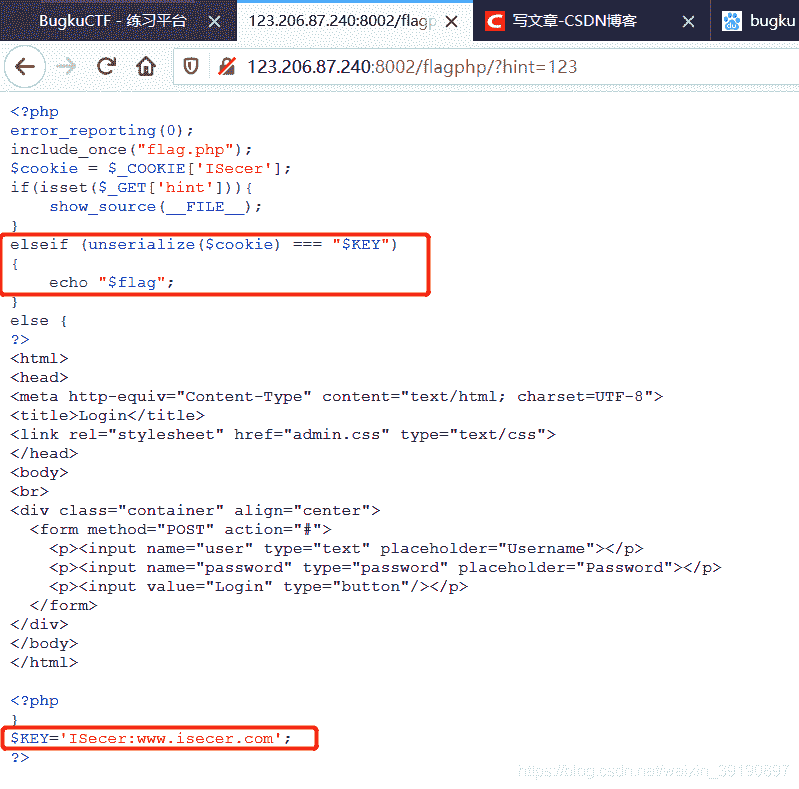 BugkuCTF - 练习平台
123.206.87.240:8002/flagp
写文章-CSDN博客
bugku
123.206.87.240:8002/flagphp/?hint=123
<?php
error_reporting(0);
include_once("flag.php");
$cookie = $_COOKIE['ISecer'];
if(isset($_GET['hint'])){
    show_source(__FILE__);
}
elseif (unserialize($cookie) === "$KEY")
{
    echo "$flag";
}
else {
?>
<html>
<head>
<meta http-equiv="Content-Type" content="text/html; charset=UTF-8">
<title>Login</title>
<link rel="stylesheet" href="admin.css" type="text/css">
</head>
<body>
<br>
<div class="container" align="center">
  <form method="POST" action="#">
    <p><input name="user" type="text" placeholder="Username"></p>
    <p><input name="password" type="password" placeholder="Password"></p>
    <p><input value="Login" type="button"/></p>
  </form>
</div>
</body>
</html>
<?php
}
$KEY='ISecer:www.isecer.com';
?>
https://blog.csdn.net/weixin_39190897